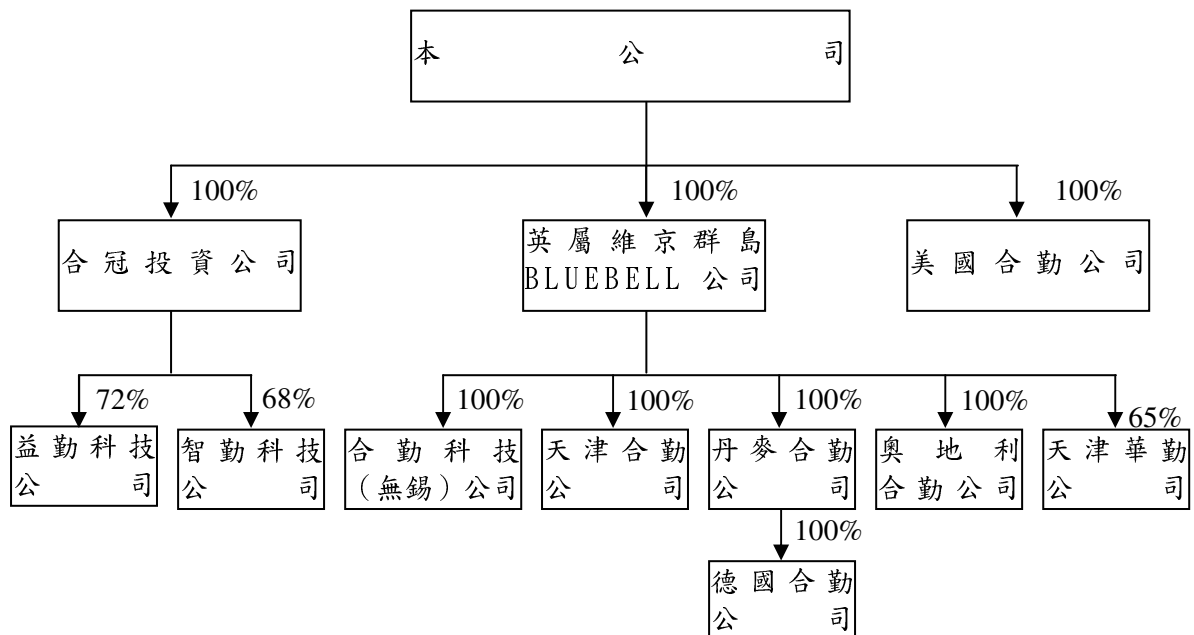 本公司
100%
100%
100%
合冠投資公司
英屬維京群島
BLUEBELL 公司
美國合勤公司
72%
68%
100%
100%
100%
100%
65%
益勤科技
公司
智勤科技
公司
合勤科技
（無錫）公司
天津合勤
公司
丹麥合勤
公司
奧地利
合勤公司
天津華勤
公司
100%
德國合勤
公司